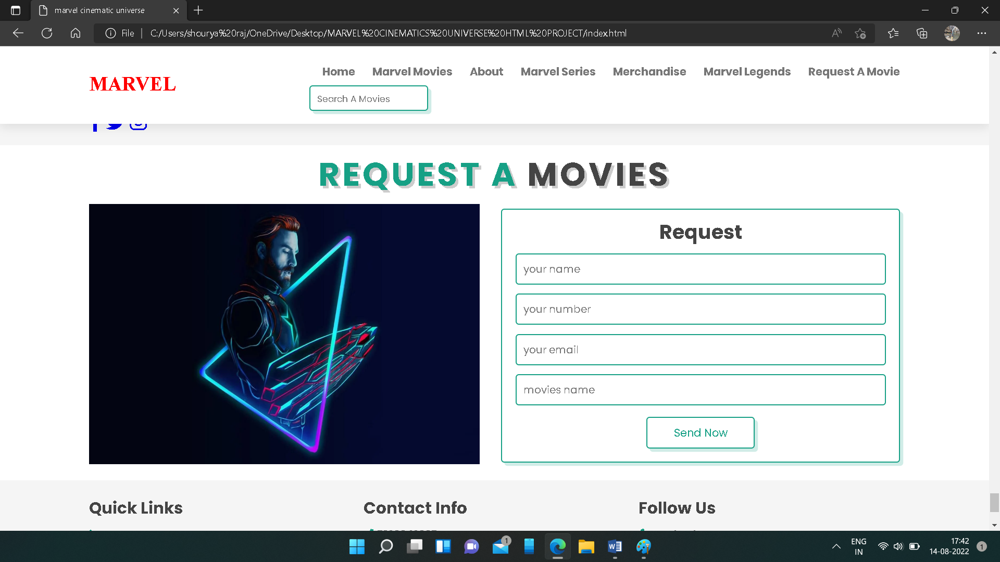 marvel cinematic universe
File
C:/Users/shourya%20raj/OneDrive/Desktop/MARVEL%20CINEMATICS%20UNIVERSE%20HTML%20PROJECT/index.html
MARVEL
Home Marvel Movies About Marvel Series Merchandise Marvel Legends Request A Movie
Search A Movies
REQUEST A MOVIES
Request
your name
your number
your email
movies name
Send Now
Quick Links
Contact Info
Follow Us
1
ENG
IN
17:42
14-08-2022
1